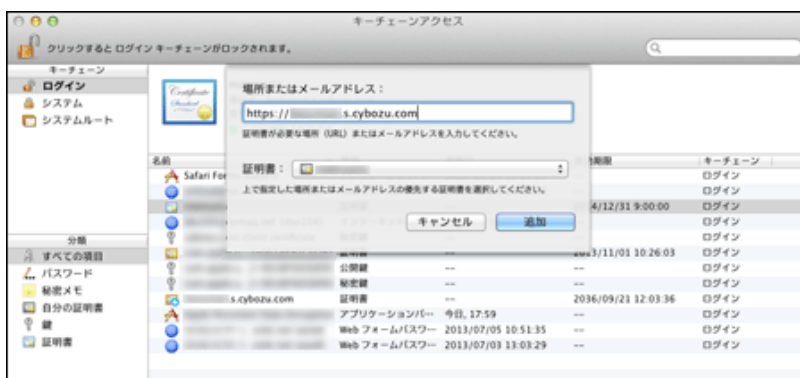 キーチェーンアクセス
クリックすると ログイン キーチェーンがロックされます。
キーチェーン
ログイン
システム
システムルート
Certificate
Standard
場所またはメールアドレス：
https:// .s.cybozu.com
証明書が必要な場所（URL）またはメールアドレスを入力してください。
証明書：
上で指定した場所またはメールアドレスの優先する証明書を選択してください。
キャンセル
追加
名前 期限 キーチェーン
Safari For ログイン
-- ログイン
4/12/31 9:00:00 ログイン
-- ログイン
-- ログイン
証明書 -- 2013/11/01 10:26:03 ログイン
公開鍵 -- -- ログイン
秘密鍵 -- -- ログイン
.s.cybozu.com 証明書 -- 2036/09/21 12:03:36 ログイン
アプリケーションパ… 今日, 17:59 -- ログイン
Web フォームパスワ… 2013/07/05 10:51:35 -- ログイン
Web フォームパスワ… 2013/07/03 13:03:29 -- ログイン
分類
すべての項目
パスワード
秘密メモ
自分の証明書
鍵
証明書